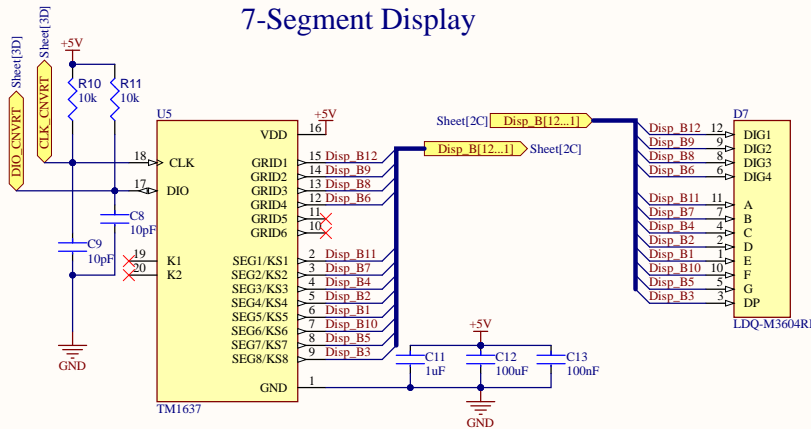 7-Segment Display
Sheet[3D]
Sheet[3D]
DIO_CNVRT
CLK_CNVRT
+5V
R10
10k
R11
10k
U5
+5V
VDD 16
18 CLK
17 DIO
GRID1 15 Disp_B12
GRID2 14 Disp_B9
GRID3 13 Disp_B8
GRID4 12 Disp_B6
GRID5 11
GRID6 10
19 K1
20 K2
SEG1/KS1 2 Disp_B11
SEG2/KS2 3 Disp_B7
SEG3/KS3 4 Disp_B4
SEG4/KS4 5 Disp_B2
SEG5/KS5 6 Disp_B1
SEG6/KS6 7 Disp_B10
SEG7/KS7 8 Disp_B5
SEG8/KS8 9 Disp_B3
GND 1
TM1637
C8
10pF
C9
10pF
GND
Sheet[2C] Disp_B[12...1]
Disp_B[12...1] Sheet[2C]
+5V
C11
1uF
C12
100uF
C13
100nF
GND
D7
Disp_B12 12 DIG1
Disp_B9 9 DIG2
Disp_B8 8 DIG3
Disp_B6 6 DIG4
Disp_B11 11 A
Disp_B7 7 B
Disp_B4 4 C
Disp_B2 2 D
Disp_B1 1 E
Disp_B10 10 F
Disp_B5 5 G
Disp_B3 3 DP